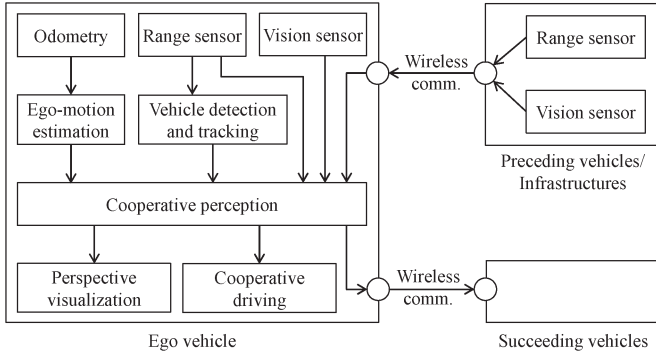 Odometry
Range sensor
Vision sensor
Ego-motion
estimation
Vehicle detection
and tracking
Cooperative perception
Perspective
visualization
Cooperative
driving
Ego vehicle
Wireless
comm.
Range sensor
Vision sensor
Preceding vehicles/
Infrastructures
Wireless
comm.
Succeeding vehicles